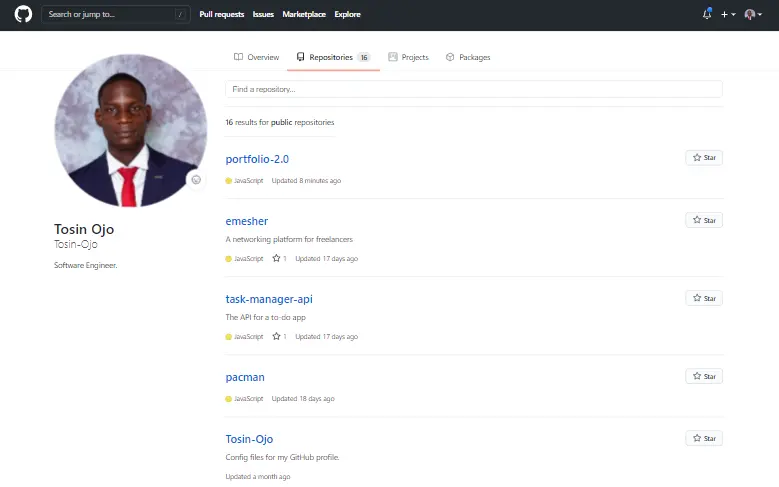 Search or jump to... /
Pull requests Issues Marketplace Explore
Overview Repositories 16 Projects Packages
Find a repository...
16 results for public repositories
portfolio-2.0 Star
JavaScript Updated 8 minutes ago
emesher Star
A networking platform for freelancers
JavaScript 1 Updated 17 days ago
Tosin Ojo
Tosin-Ojo
Software Engineer.
task-manager-api Star
The API for a to-do app
JavaScript 1 Updated 17 days ago
pacman Star
JavaScript Updated 18 days ago
Tosin-Ojo Star
Config files for my GitHub profile.
Updated a month ago